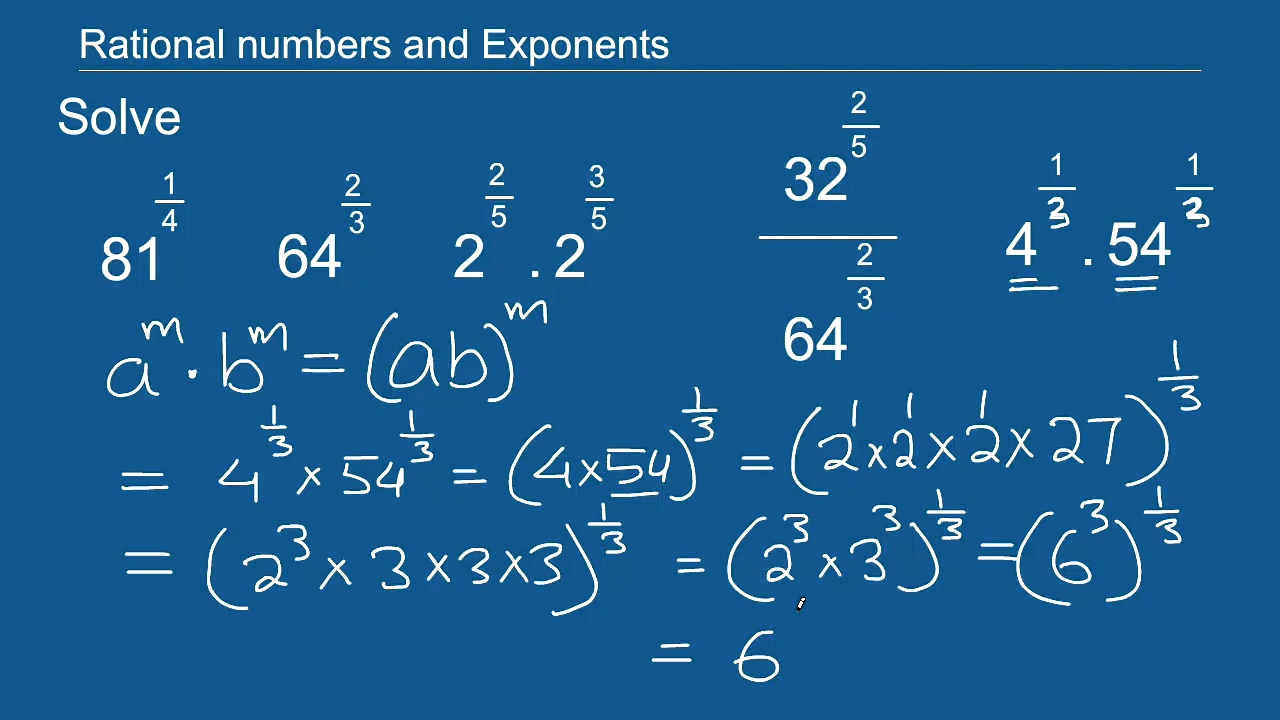 Rational numbers and Exponents
Solve
81^(1/4)   64^(2/3)   2^(2/5) . 2^(3/5)   32^(2/5) / 64^(2/3)   4^(1/3) . 54^(1/3)
a^m · b^m = (ab)^m
= 4^(1/3) × 54^(1/3) = (4 × 54)^(1/3) = (2^1 × 2^1 × 2^1 × 27)^(1/3)
= (2^3 × 3 × 3 × 3)^(1/3) = (2^3 × 3^3)^(1/3) = (6^3)^(1/3)
= 6